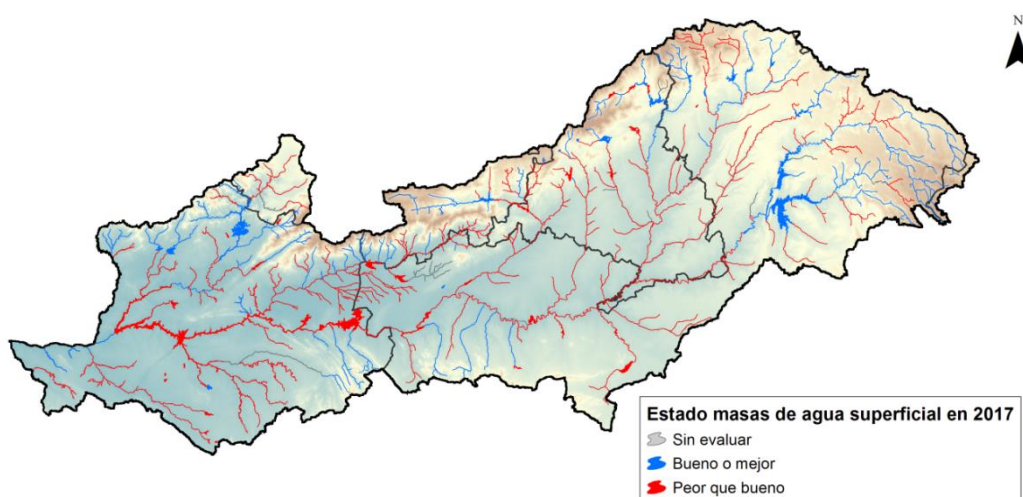 N
Estado masas de agua superficial en 2017
Sin evaluar
Bueno o mejor
Peor que bueno